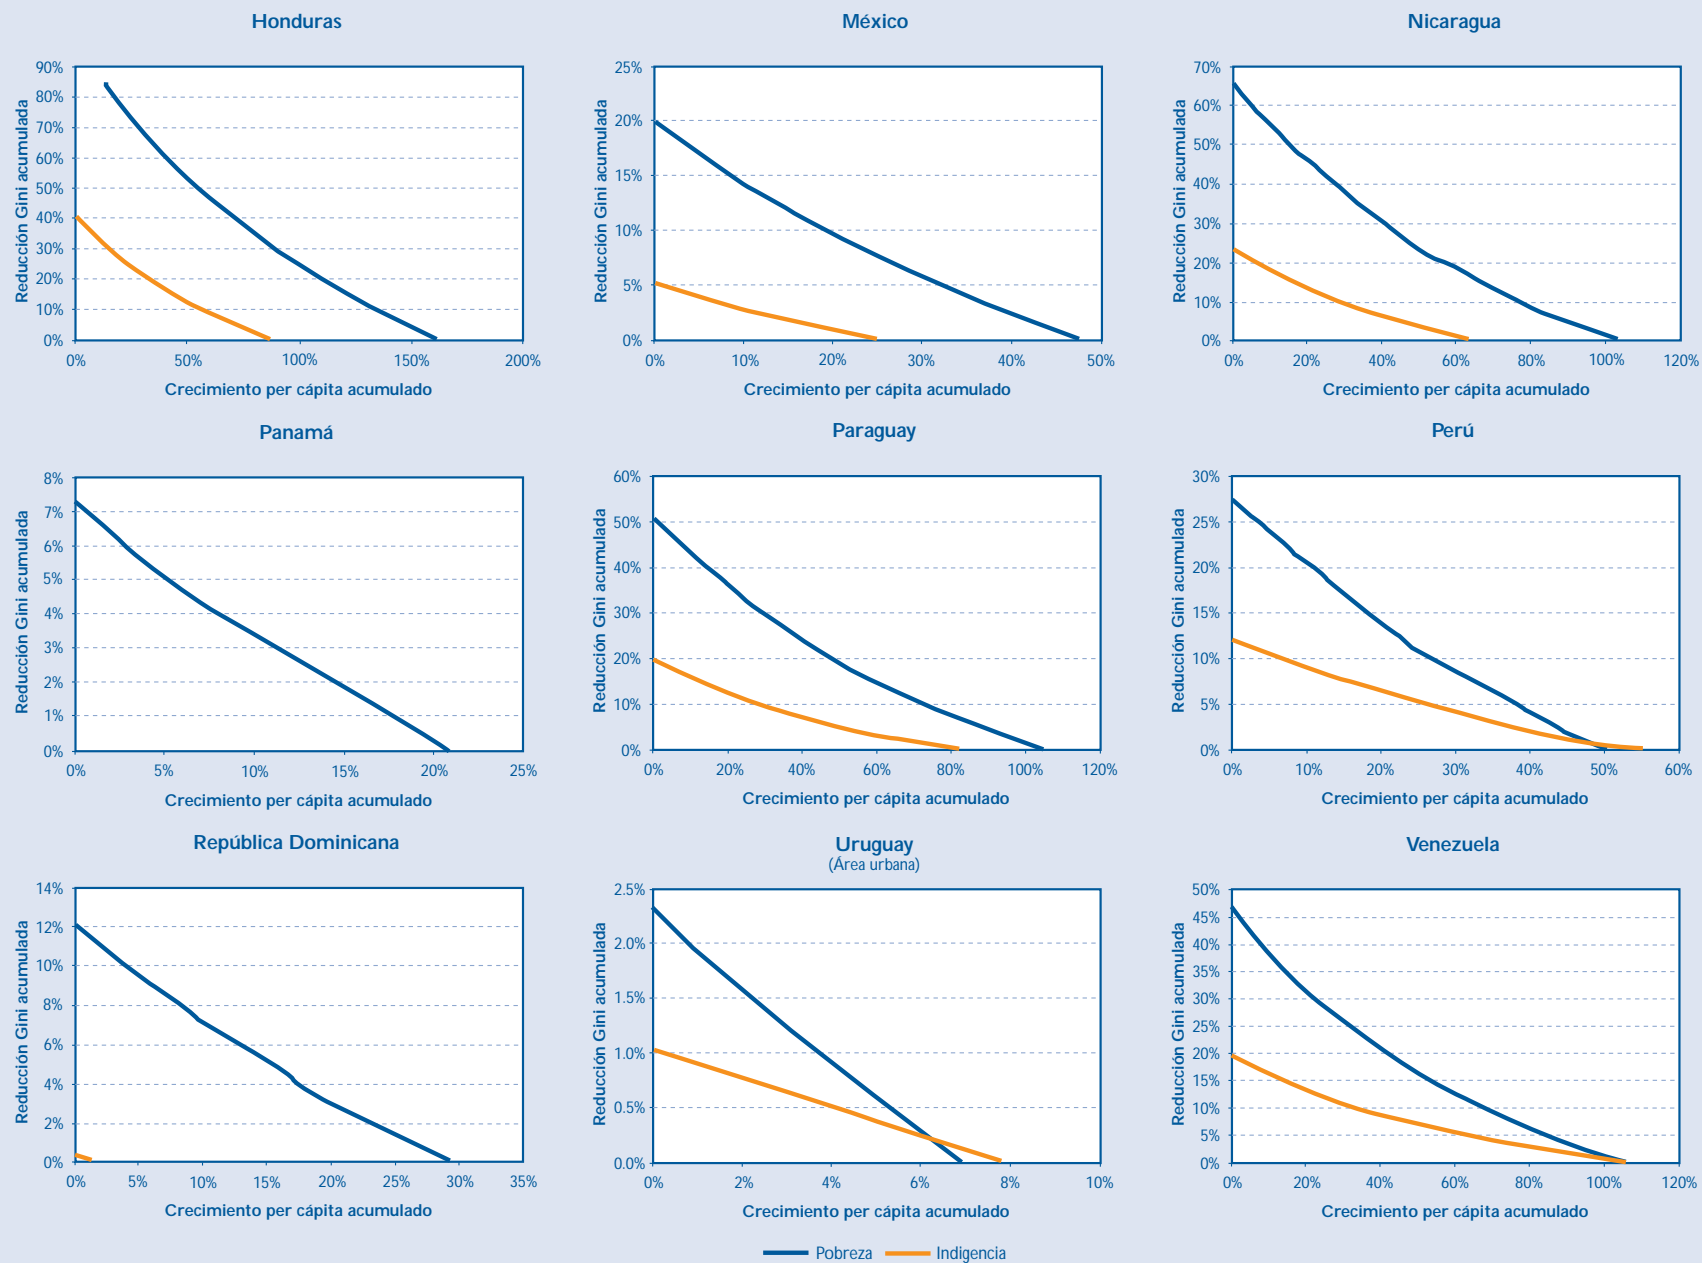 Honduras
Reducción Gini acumulada
90%
80%
70%
60%
50%
40%
30%
20%
10%
0%
0% 50% 100% 150% 200%
Crecimiento per cápita acumulado
México
Reducción Gini acumulada
25%
20%
15%
10%
5%
0%
0% 10% 20% 30% 40% 50%
Crecimiento per cápita acumulado
Nicaragua
Reducción Gini acumulada
70%
60%
50%
40%
30%
20%
10%
0%
0% 20% 40% 60% 80% 100% 120%
Crecimiento per cápita acumulado
Panamá
Reducción Gini acumulada
8%
7%
6%
5%
4%
3%
2%
1%
0%
0% 5% 10% 15% 20% 25%
Crecimiento per cápita acumulado
Paraguay
Reducción Gini acumulada
60%
50%
40%
30%
20%
10%
0%
0% 20% 40% 60% 80% 100% 120%
Crecimiento per cápita acumulado
Perú
Reducción Gini acumulada
30%
25%
20%
15%
10%
5%
0%
0% 10% 20% 30% 40% 50% 60%
Crecimiento per cápita acumulado
República Dominicana
Reducción Gini acumulada
14%
12%
10%
8%
6%
4%
2%
0%
0% 5% 10% 15% 20% 25% 30% 35%
Crecimiento per cápita acumulado
Uruguay
(Área urbana)
Reducción Gini acumulada
2.5%
2.0%
1.5%
1.0%
0.5%
0.0%
0% 2% 4% 6% 8% 10%
Crecimiento per cápita acumulado
Venezuela
Reducción Gini acumulada
50%
45%
40%
35%
30%
25%
20%
15%
10%
5%
0%
0% 20% 40% 60% 80% 100% 120%
Crecimiento per cápita acumulado
Pobreza Indigencia